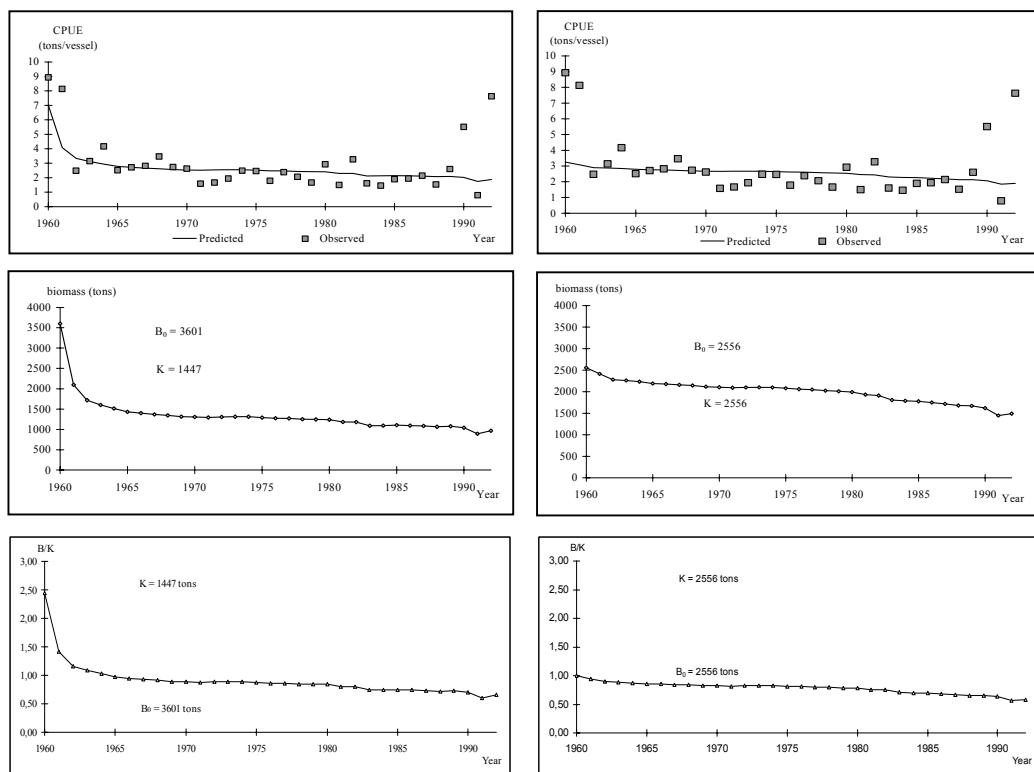 CPUE
(tons/vessel)
10
9
8
7
6
5
4
3
2
1
0
1960 1965 1970 1975 1980 1985 1990
Year
Predicted Observed
CPUE
(tons/vessel)
10
9
8
7
6
5
4
3
2
1
0
1960 1965 1970 1975 1980 1985 1990
Year
Predicted Observed
biomass (tons)
4000
3500
3000
2500
2000
1500
1000
500
0
B₀ = 3601
K = 1447
1960 1965 1970 1975 1980 1985 1990 Year
biomass (tons)
4000
3500
3000
2500
2000
1500
1000
500
0
B₀ = 2556
K = 2556
1960 1965 1970 1975 1980 1985 1990
Year
B/K
3,00
2,50
2,00
1,50
1,00
0,50
0,00
K = 1447 tons
B₀ = 3601 tons
1960 1965 1970 1975 1980 1985 1990
Year
B/K
3,00
2,50
2,00
1,50
1,00
0,50
0,00
K = 2556 tons
B₀ = 2556 tons
1960 1965 1970 1975 1980 1985 1990
Year